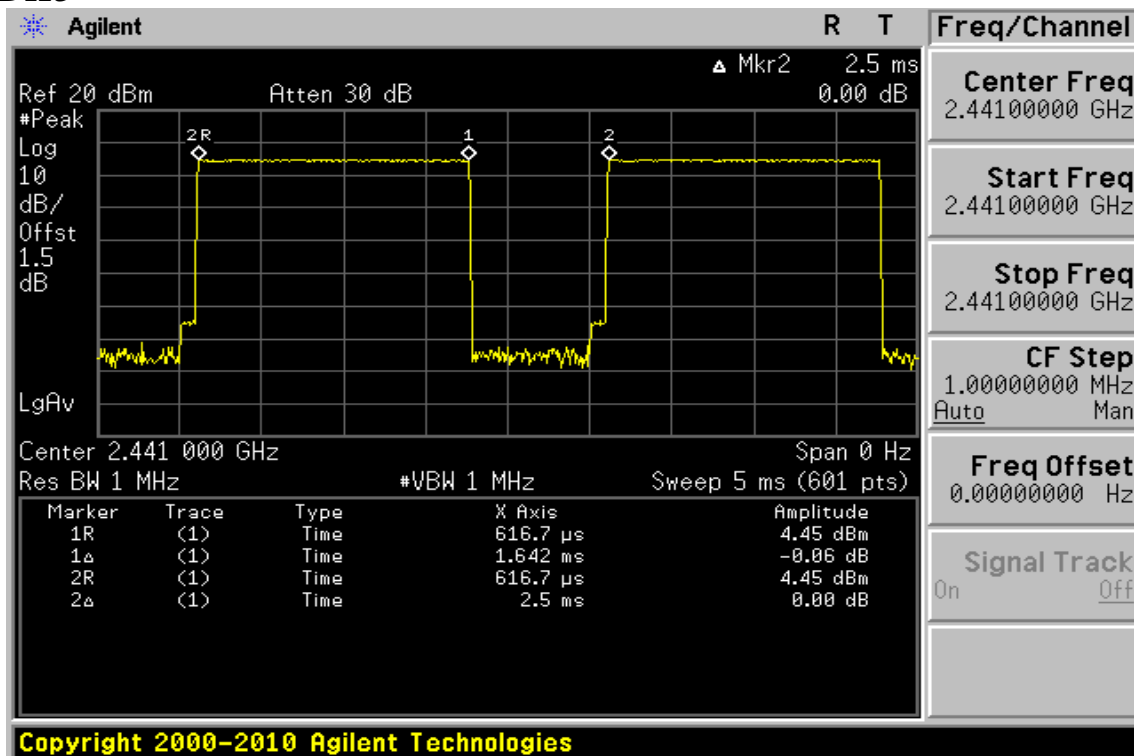 Agilent R T
Freq/Channel
Δ Mkr2 2.5 ms
Ref 20 dBm Atten 30 dB 0.00 dB
#Peak
Log
10
dB/
Offst
1.5
dB
LgAv
2R 1 2
Center 2.441 000 GHz Span 0 Hz
Res BW 1 MHz #VBW 1 MHz Sweep 5 ms (601 pts)
Marker Trace Type X Axis Amplitude
1R (1) Time 616.7 µs 4.45 dBm
1Δ (1) Time 1.642 ms -0.06 dB
2R (1) Time 616.7 µs 4.45 dBm
2Δ (1) Time 2.5 ms 0.00 dB
Center Freq
2.44100000 GHz
Start Freq
2.44100000 GHz
Stop Freq
2.44100000 GHz
CF Step
1.00000000 MHz
Auto Man
Freq Offset
0.00000000 Hz
Signal Track
On Off
Copyright 2000-2010 Agilent Technologies